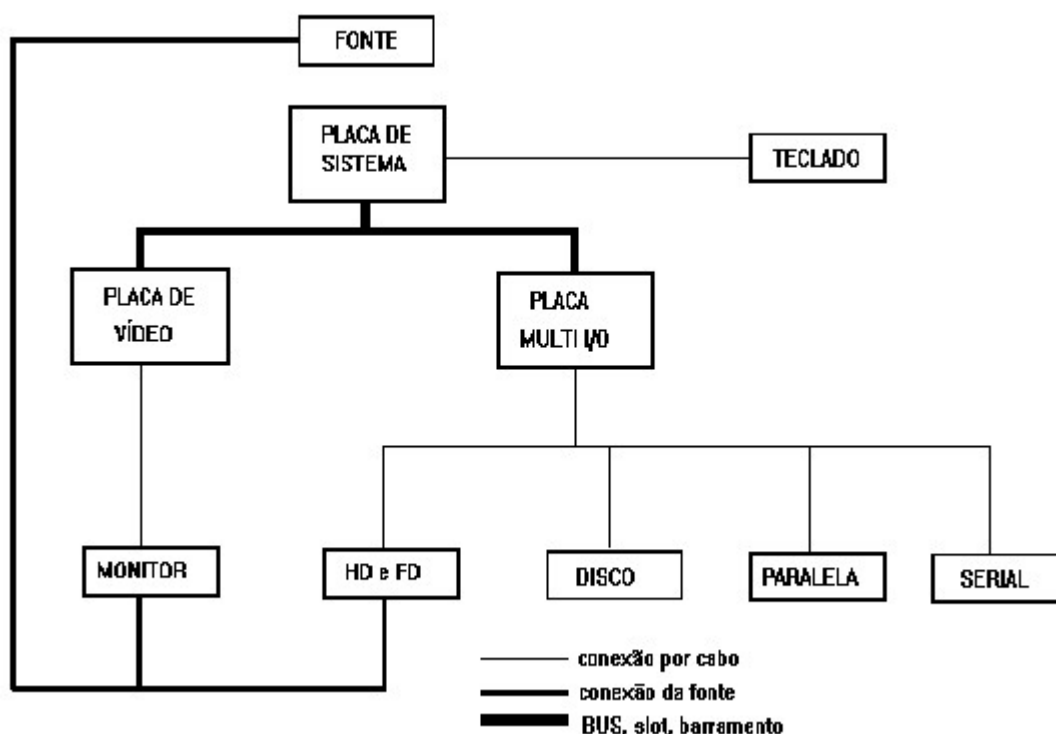 FONTE
PLACA DE
SISTEMA
TECLADO
PLACA DE
VÍDEO
PLACA
MULTI I/O
MONITOR
HD e FD
DISCO
PARALELA
SERIAL
conexão por cabo
conexão da fonte
BUS, slot, barramento